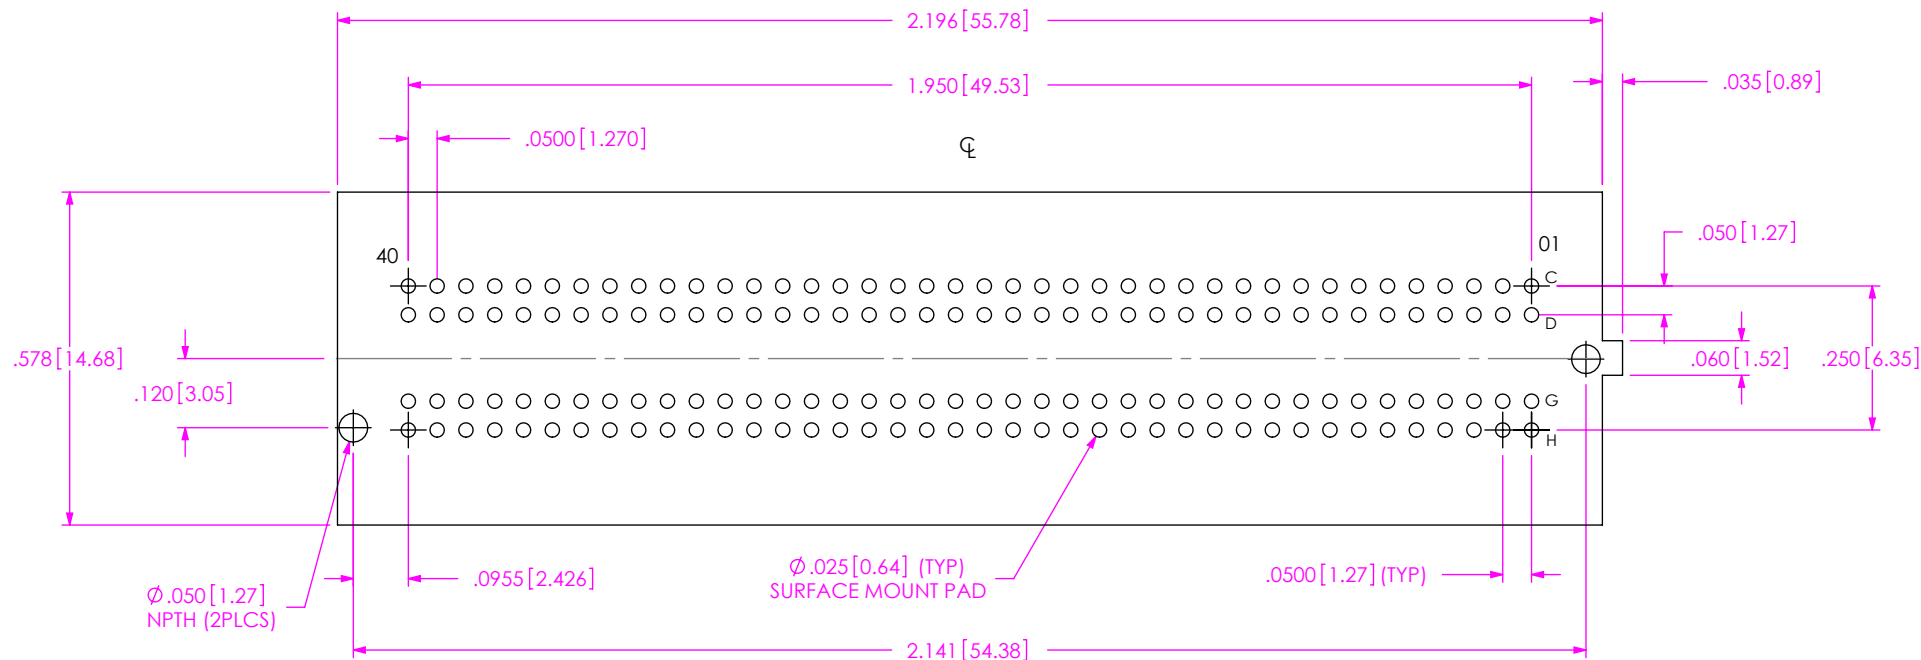 2.196[55.78]
1.950[49.53]
.035[0.89]
.0500[1.270]
℄
.050[1.27]
40
01
C
D
.578[14.68]
.060[1.52]
.250[6.35]
.120[3.05]
G
H
.0955[2.426]
Ø.025[0.64] (TYP)
SURFACE MOUNT PAD
.0500[1.27](TYP)
Ø.050[1.27]
NPTH (2PLCS)
2.141[54.38]